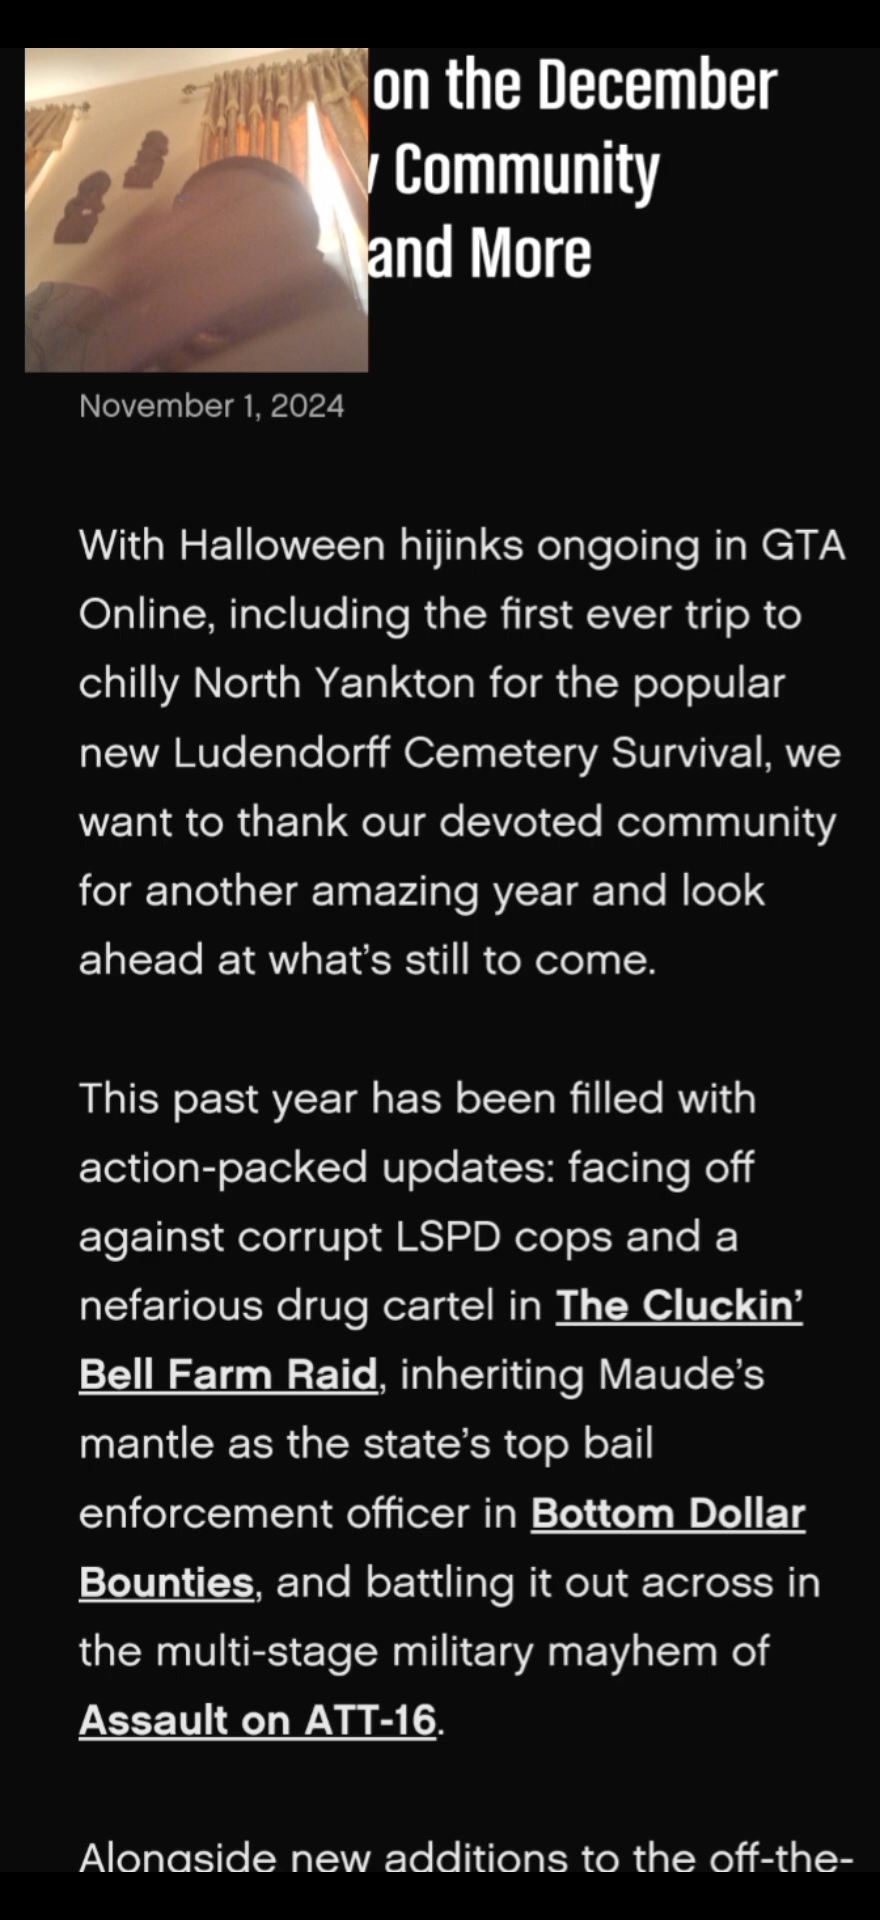 on the December
Community
and More
November 1, 2024
With Halloween hijinks ongoing in GTA
Online, including the first ever trip to
chilly North Yankton for the popular
new Ludendorff Cemetery Survival, we
want to thank our devoted community
for another amazing year and look
ahead at what’s still to come.
This past year has been filled with
action-packed updates: facing off
against corrupt LSPD cops and a
nefarious drug cartel in The Cluckin’
Bell Farm Raid, inheriting Maude’s
mantle as the state’s top bail
enforcement officer in Bottom Dollar
Bounties, and battling it out across in
the multi-stage military mayhem of
Assault on ATT-16.
Alongside new additions to the off-the-